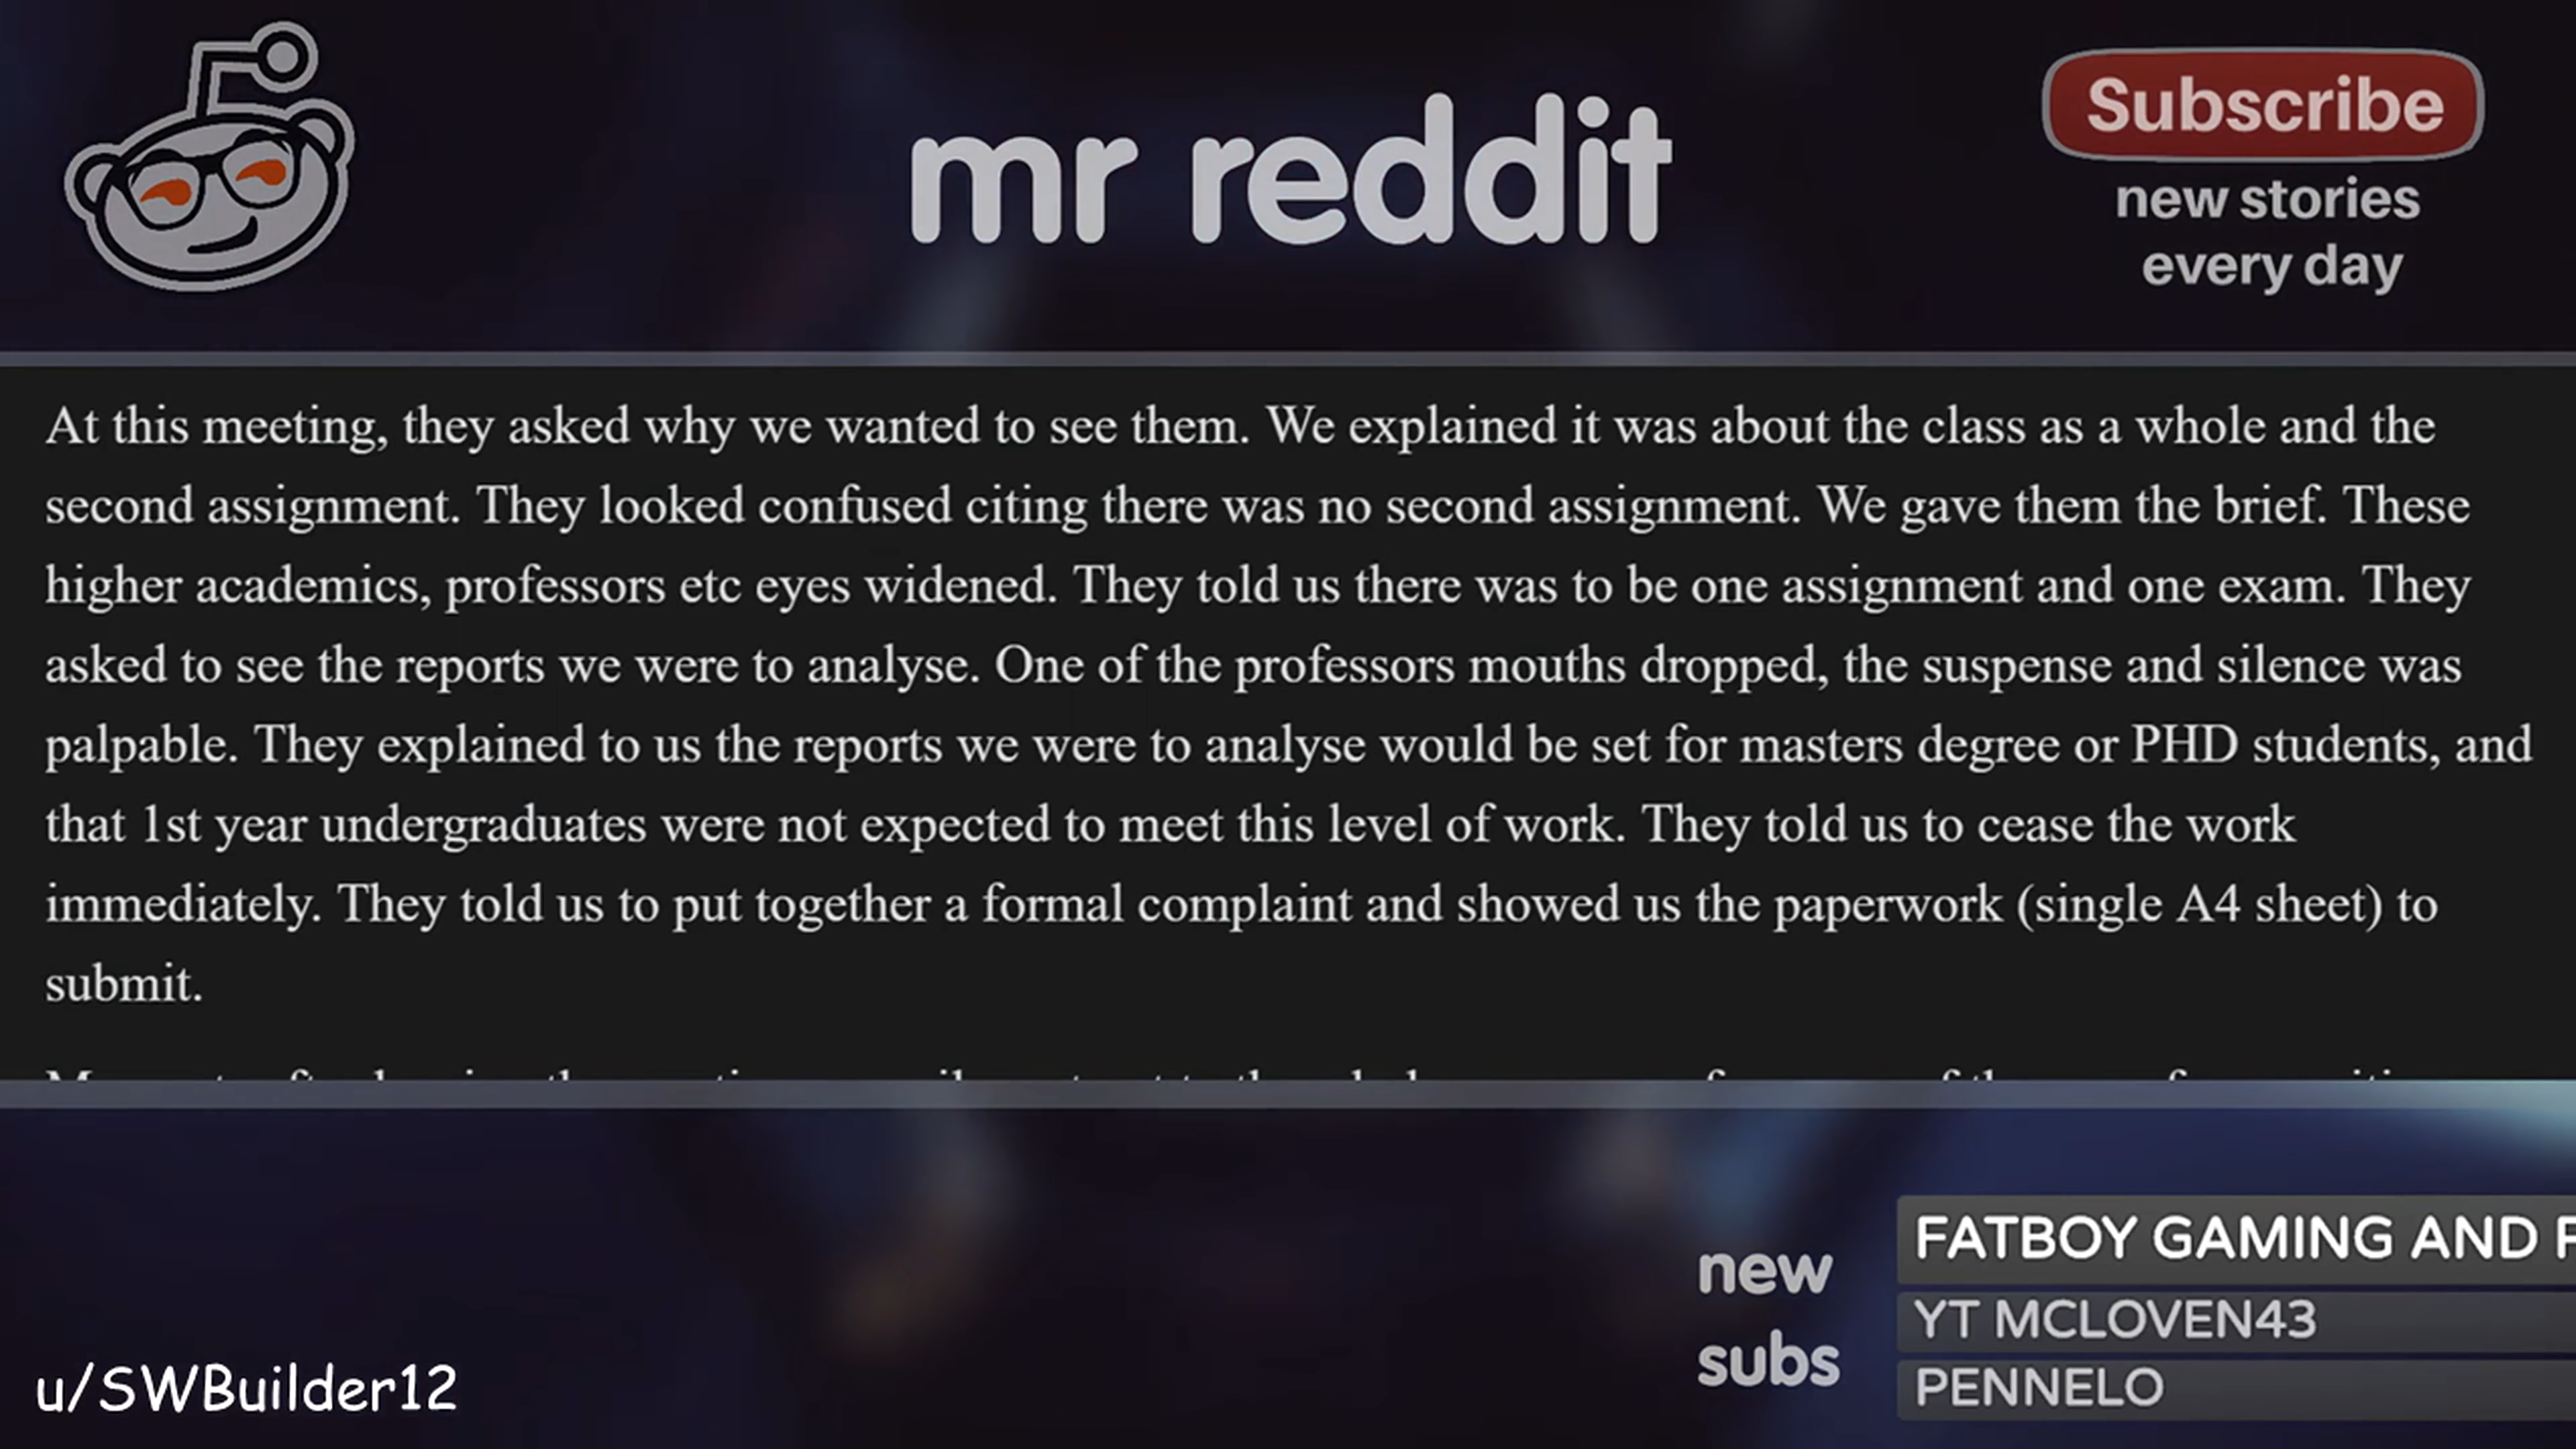 mr reddit
Subscribe
new stories
every day
At this meeting, they asked why we wanted to see them. We explained it was about the class as a whole and the
second assignment. They looked confused citing there was no second assignment. We gave them the brief. These
higher academics, professors etc eyes widened. They told us there was to be one assignment and one exam. They
asked to see the reports we were to analyse. One of the professors mouths dropped, the suspense and silence was
palpable. They explained to us the reports we were to analyse would be set for masters degree or PHD students, and
that 1st year undergraduates were not expected to meet this level of work. They told us to cease the work
immediately. They told us to put together a formal complaint and showed us the paperwork (single A4 sheet) to
submit.
new
subs
FATBOY GAMING AND
YT MCLOVEN43
PENNELO
u/SWBuilder12